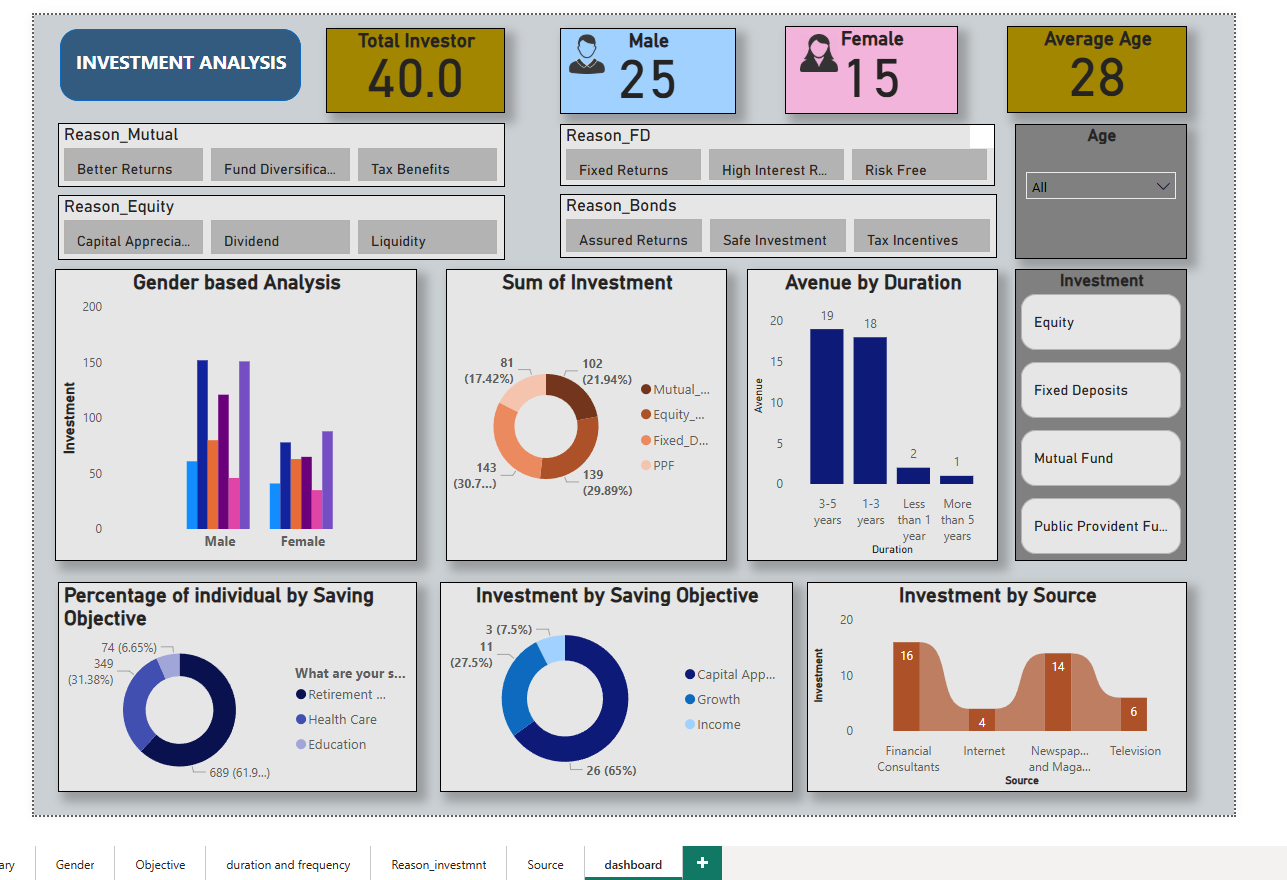 INVESTMENT ANALYSIS
Total Investor
40.0
Male
25
Female
15
Average Age
28
Reason_Mutual
Better Returns
Fund Diversifica...
Tax Benefits
Reason_FD
Fixed Returns
High Interest R...
Risk Free
Age
All
Reason_Equity
Capital Apprecia...
Dividend
Liquidity
Reason_Bonds
Assured Returns
Safe Investment
Tax Incentives
Gender based Analysis
200
150
100
50
0
Investment
Male
Female
Sum of Investment
81
(17.42%)
102
(21.94%)
143
(30.7...)
139
(29.89%)
Mutual_...
Equity_...
Fixed_D...
PPF
Avenue by Duration
20
15
10
5
0
Avenue
19
18
2
1
3-5
years
1-3
years
Less
than 1
year
More
than 5
years
Duration
Investment
Equity
Fixed Deposits
Mutual Fund
Public Provident Fu...
Percentage of individual by Saving
Objective
74 (6.65%)
349
(31.38%)
689 (61.9...)
What are your s...
Retirement ...
Health Care
Education
Investment by Saving Objective
3 (7.5%)
11
(27.5%)
26 (65%)
Capital App...
Growth
Income
Investment by Source
20
10
0
Investment
16
4
14
6
Financial
Consultants
Internet
Newspap...
and Maga...
Television
Source
ary
Gender
Objective
duration and frequency
Reason_investmnt
Source
dashboard
+